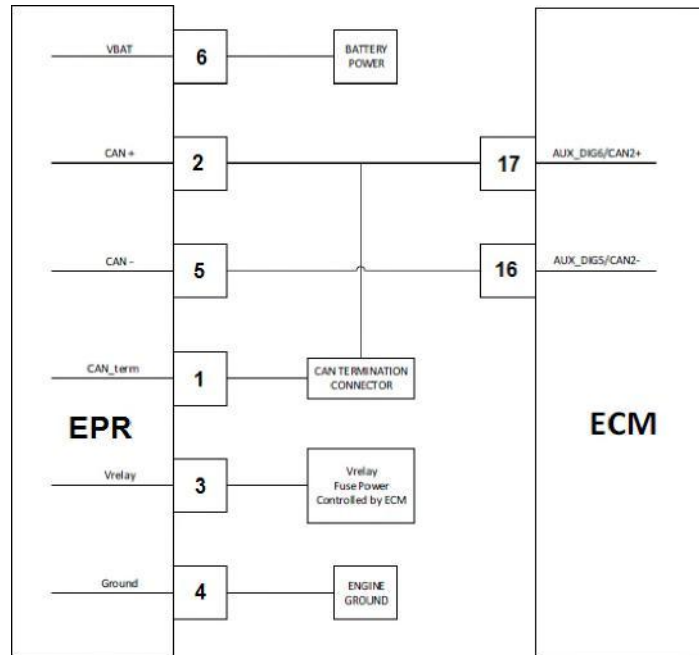 VBAT
6
BATTERY
POWER
CAN +
2
17
AUX_DIG6/CAN2+
CAN -
5
16
AUX_DIG5/CAN2-
CAN_term
1
CAN TERMINATION
CONNECTOR
EPR
ECM
Vrelay
3
Vrelay
Fuse Power
Controlled by ECM
Ground
4
ENGINE
GROUND